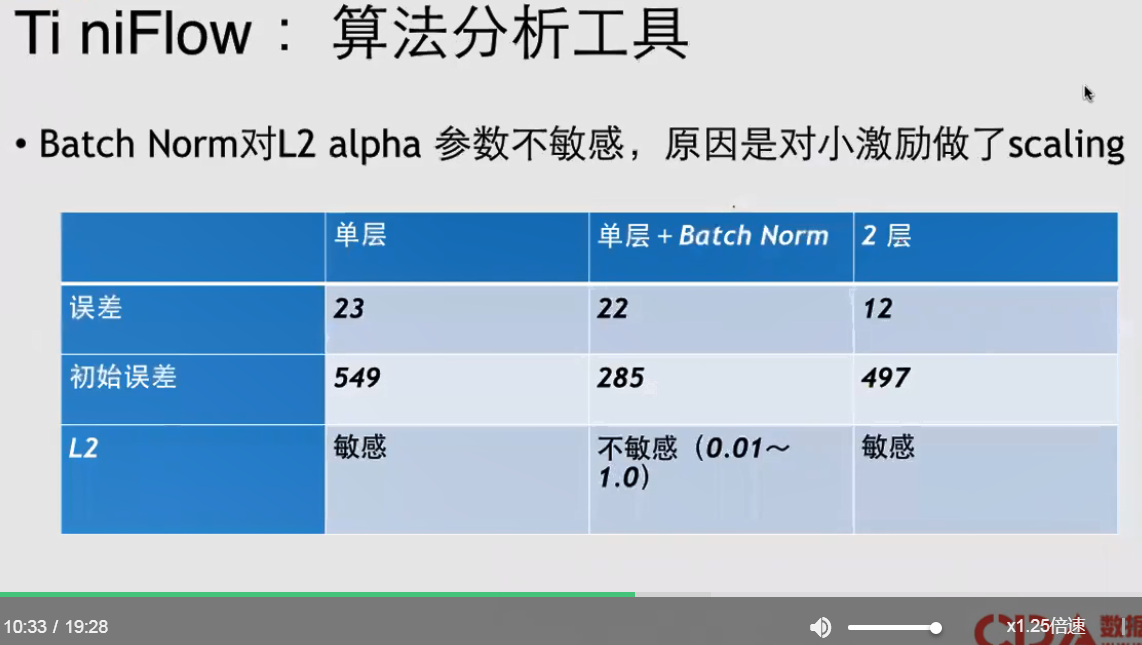 Ti niFlow： 算法分析工具
• Batch Norm对L2 alpha 参数不敏感，原因是对小激励做了scaling
单层 单层+Batch Norm 2 层
误差 23 22 12
初始误差 549 285 497
L2 敏感 不敏感（0.01～ 敏感
1.0）
10:33 / 19:28 x1.25倍速
CDA 数据